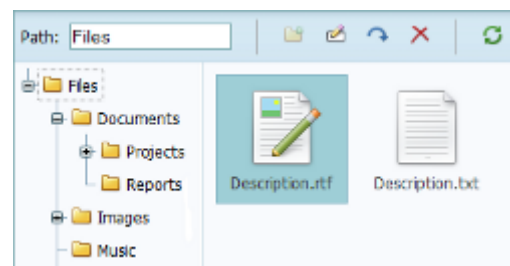 Path: Files
Files
Documents
Projects
Reports
Images
Music
Description.rtf
Description.txt